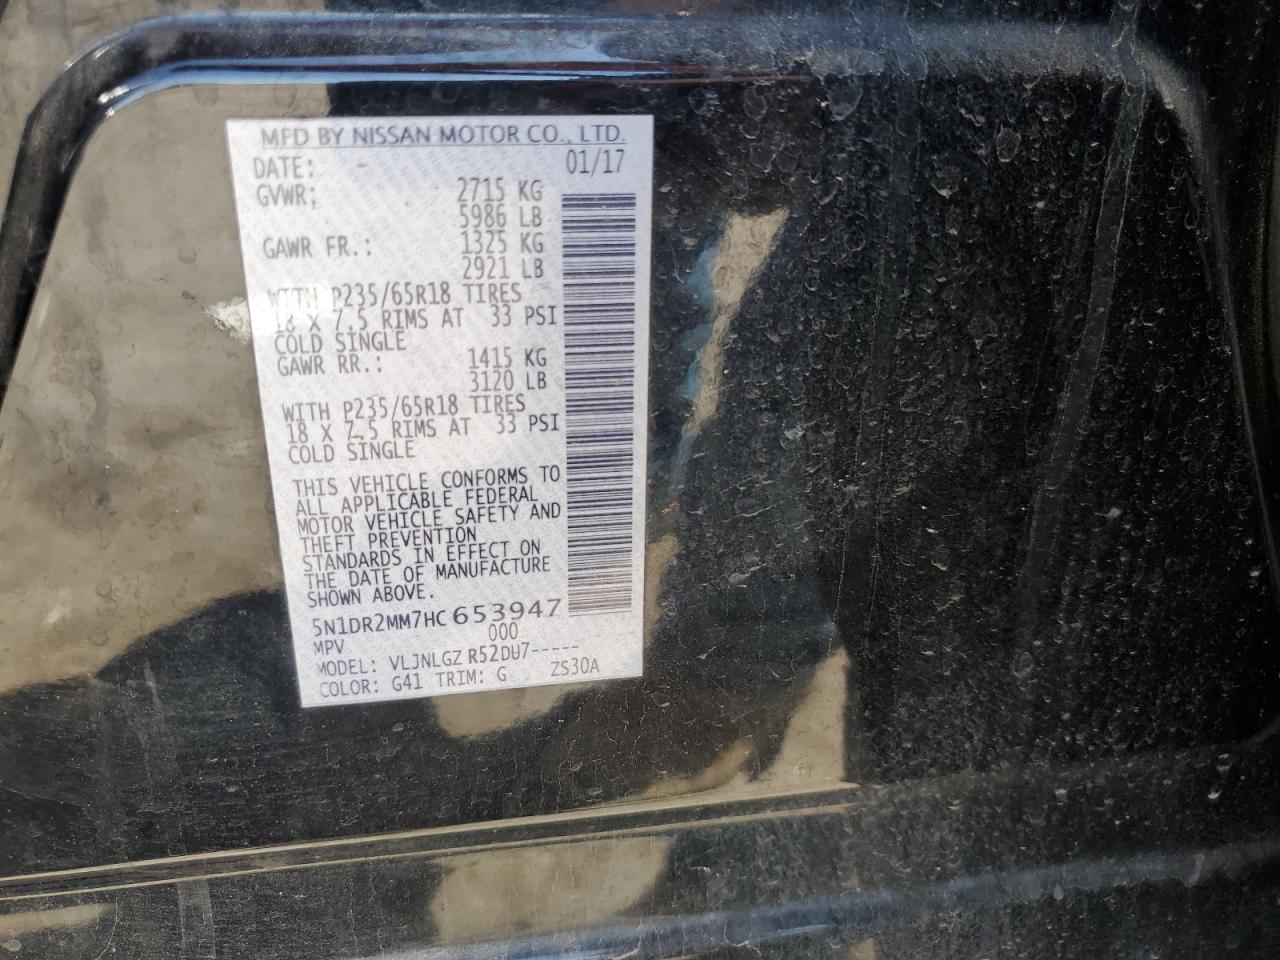 MFD BY NISSAN MOTOR CO., LTD.
DATE: - 01/17
GVWR: 2715 KG
5986 LB
GAWR FR.: 1325 KG
2921 LB
WITH P235/65R18 TIRES
18 X 7.5 RIMS AT 33 PSI
COLD SINGLE
GAWR RR.: 1415 KG
3120 LB
WITH P235/65R18 TIRES
18 X 7.5 RIMS AT 33 PSI
COLD SINGLE
THIS VEHICLE CONFORMS TO
ALL APPLICABLE FEDERAL
MOTOR VEHICLE SAFETY AND
THEFT PREVENTION
STANDARDS IN EFFECT ON
THE DATE OF MANUFACTURE
SHOWN ABOVE.
5N1DR2MM7HC653947
MPV 000
MODEL: VLJNLGZ R52DU7-----
COLOR: G41 TRIM: G ZS30A